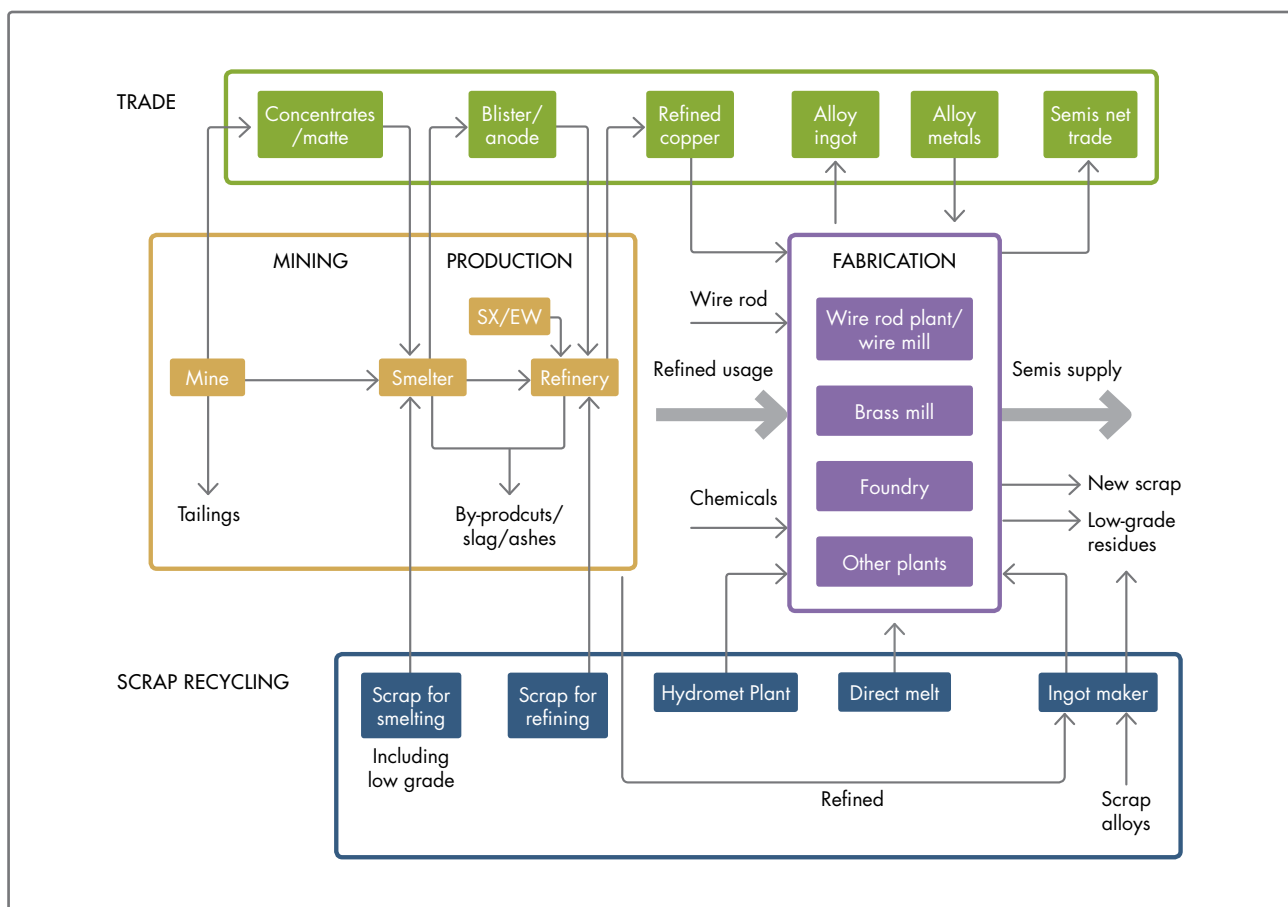 TRADE
Concentrates
/matte
Blister/
anode
Refined
copper
Alloy
ingot
Alloy
metals
Semis net
trade
MINING
PRODUCTION
SX/EW
Mine
Smelter
Refinery
Tailings
By-prodcuts/
slag/ashes
FABRICATION
Wire rod
Wire rod plant/
wire mill
Refined usage
Semis supply
Brass mill
Foundry
New scrap
Chemicals
Low-grade
residues
Other plants
SCRAP RECYCLING
Scrap for
smelting
Including
low grade
Scrap for
refining
Hydromet Plant
Direct melt
Ingot maker
Refined
Scrap
alloys